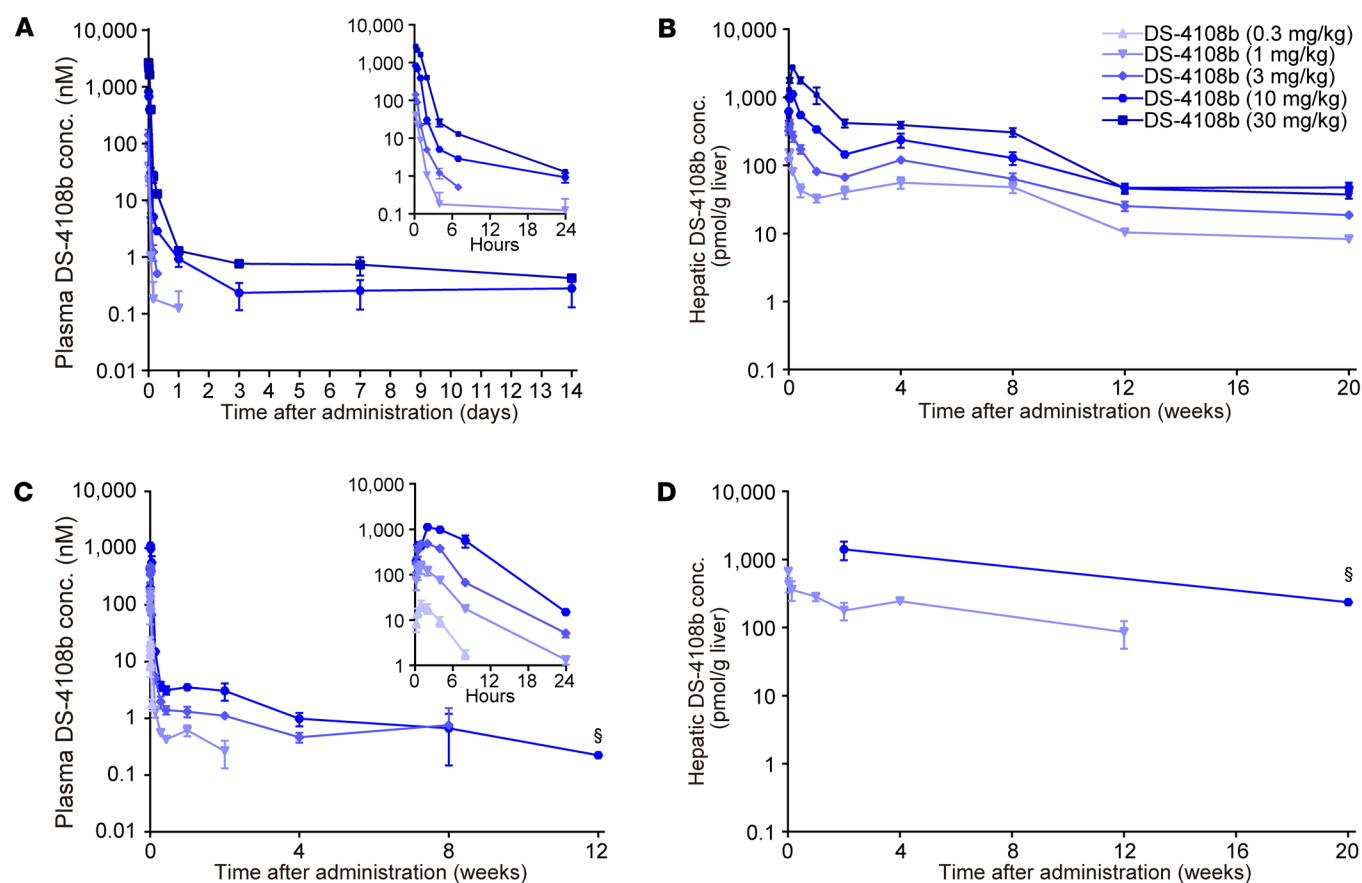 A
Plasma DS-4108b conc. (nM)
10,000
1,000
100
10
1
0.1
0.01
0 1 2 3 4 5 6 7 8 9 10 11 12 13 14
Time after administration (days)
10,000
1,000
100
10
1
0.1
0 6 12 18 24
Hours
B
Hepatic DS-4108b conc.
(pmol/g liver)
10,000
1,000
100
10
1
0.1
0 4 8 12 16 20
Time after administration (weeks)
DS-4108b (0.3 mg/kg)
DS-4108b (1 mg/kg)
DS-4108b (3 mg/kg)
DS-4108b (10 mg/kg)
DS-4108b (30 mg/kg)
C
Plasma DS-4108b conc. (nM)
10,000
1,000
100
10
1
0.1
0.01
0 4 8 12
Time after administration (weeks)
§
10,000
1,000
100
10
1
0 6 12 18 24
Hours
D
Hepatic DS-4108b conc.
(pmol/g liver)
10,000
1,000
100
10
1
0.1
0 4 8 12 16 20
Time after administration (weeks)
§